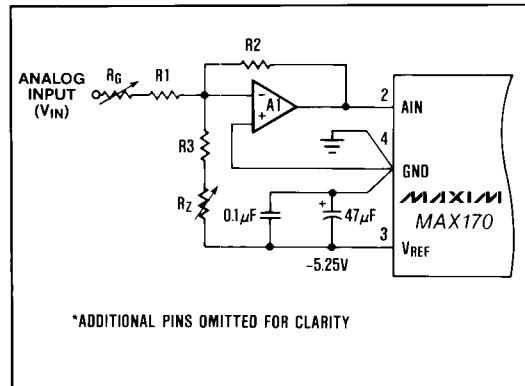 R2
ANALOG
INPUT
(VIN)
RG
R1
A1
-
+
2
AIN
4
GND
R3
RZ
0.1µF
+
47µF
MAXIM
MAX170
3
VREF
-5.25V
*ADDITIONAL PINS OMITTED FOR CLARITY